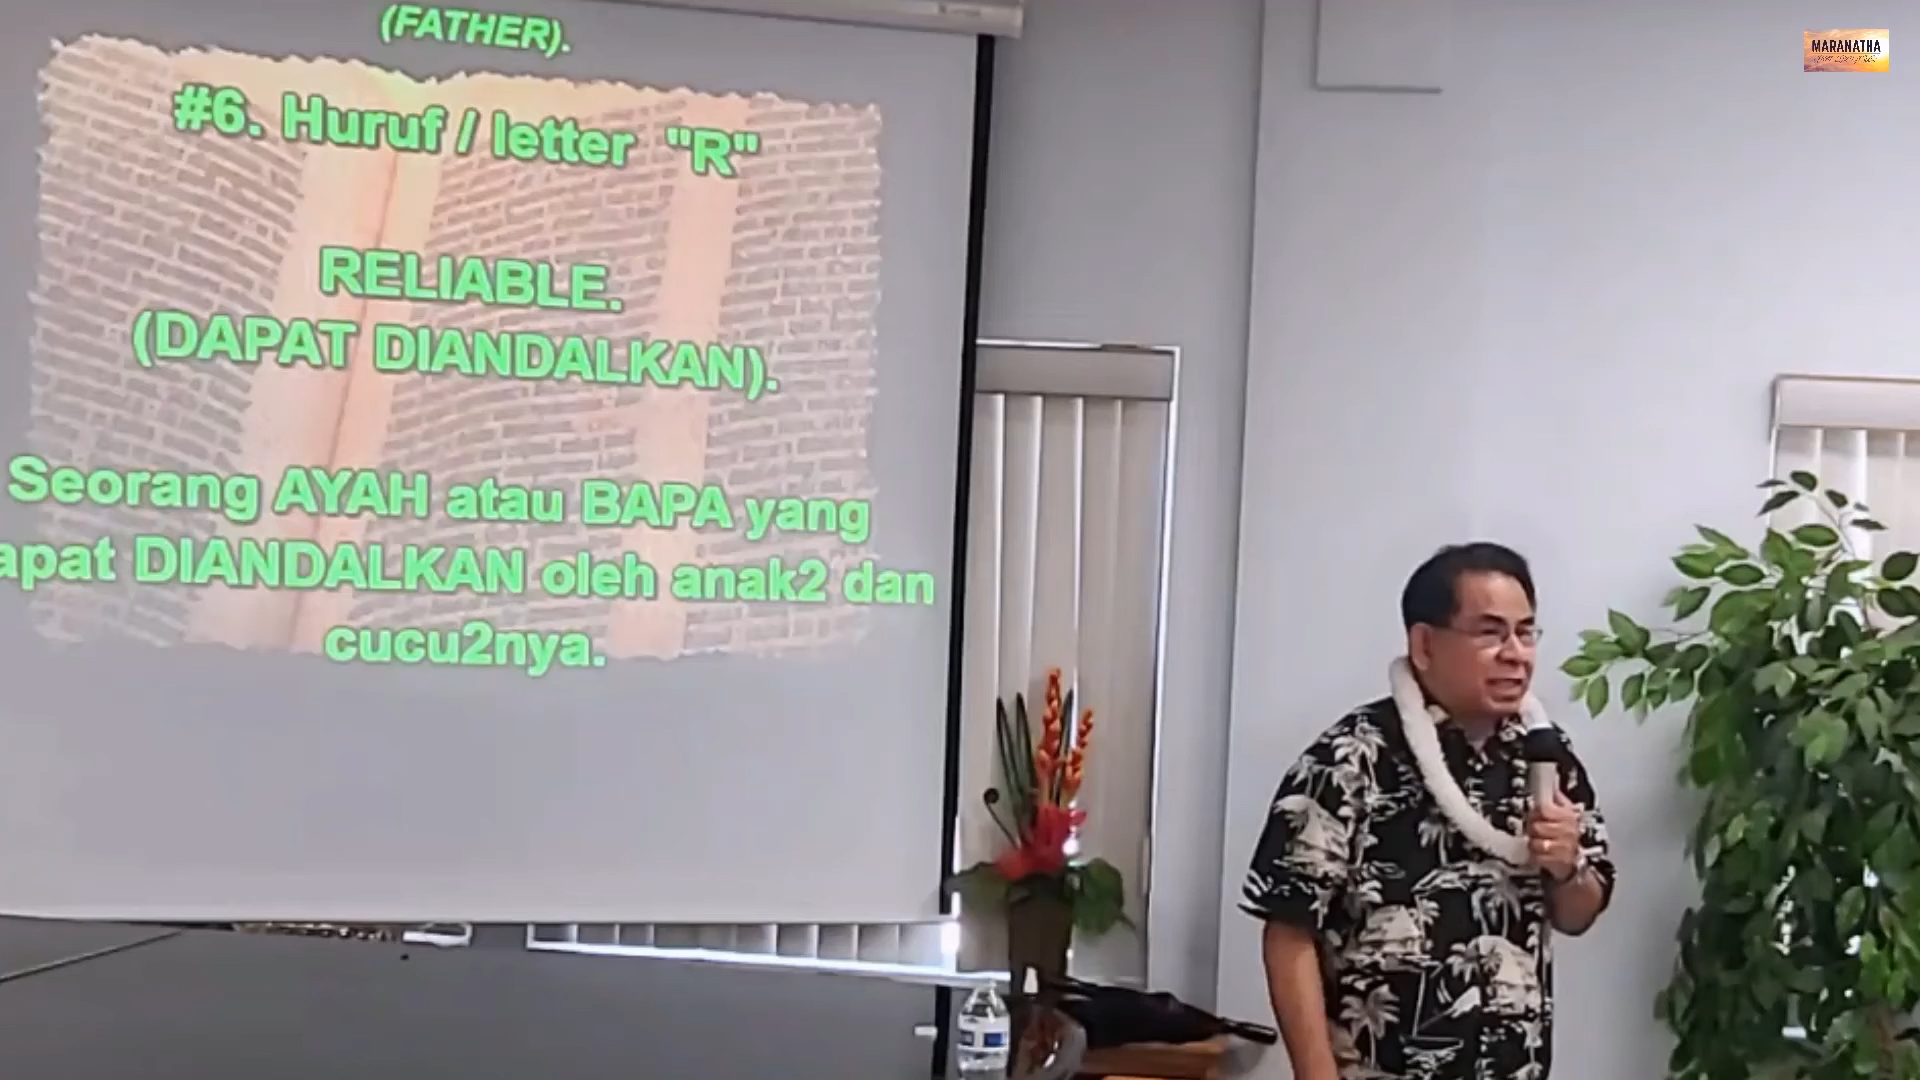 (FATHER).
#6. Huruf / letter "R"
RELIABLE.
(DAPAT DIANDALKAN).
Seorang AYAH atau BAPA yang
apat DIANDALKAN oleh anak2 dan
cucu2nya.
MARANATHA